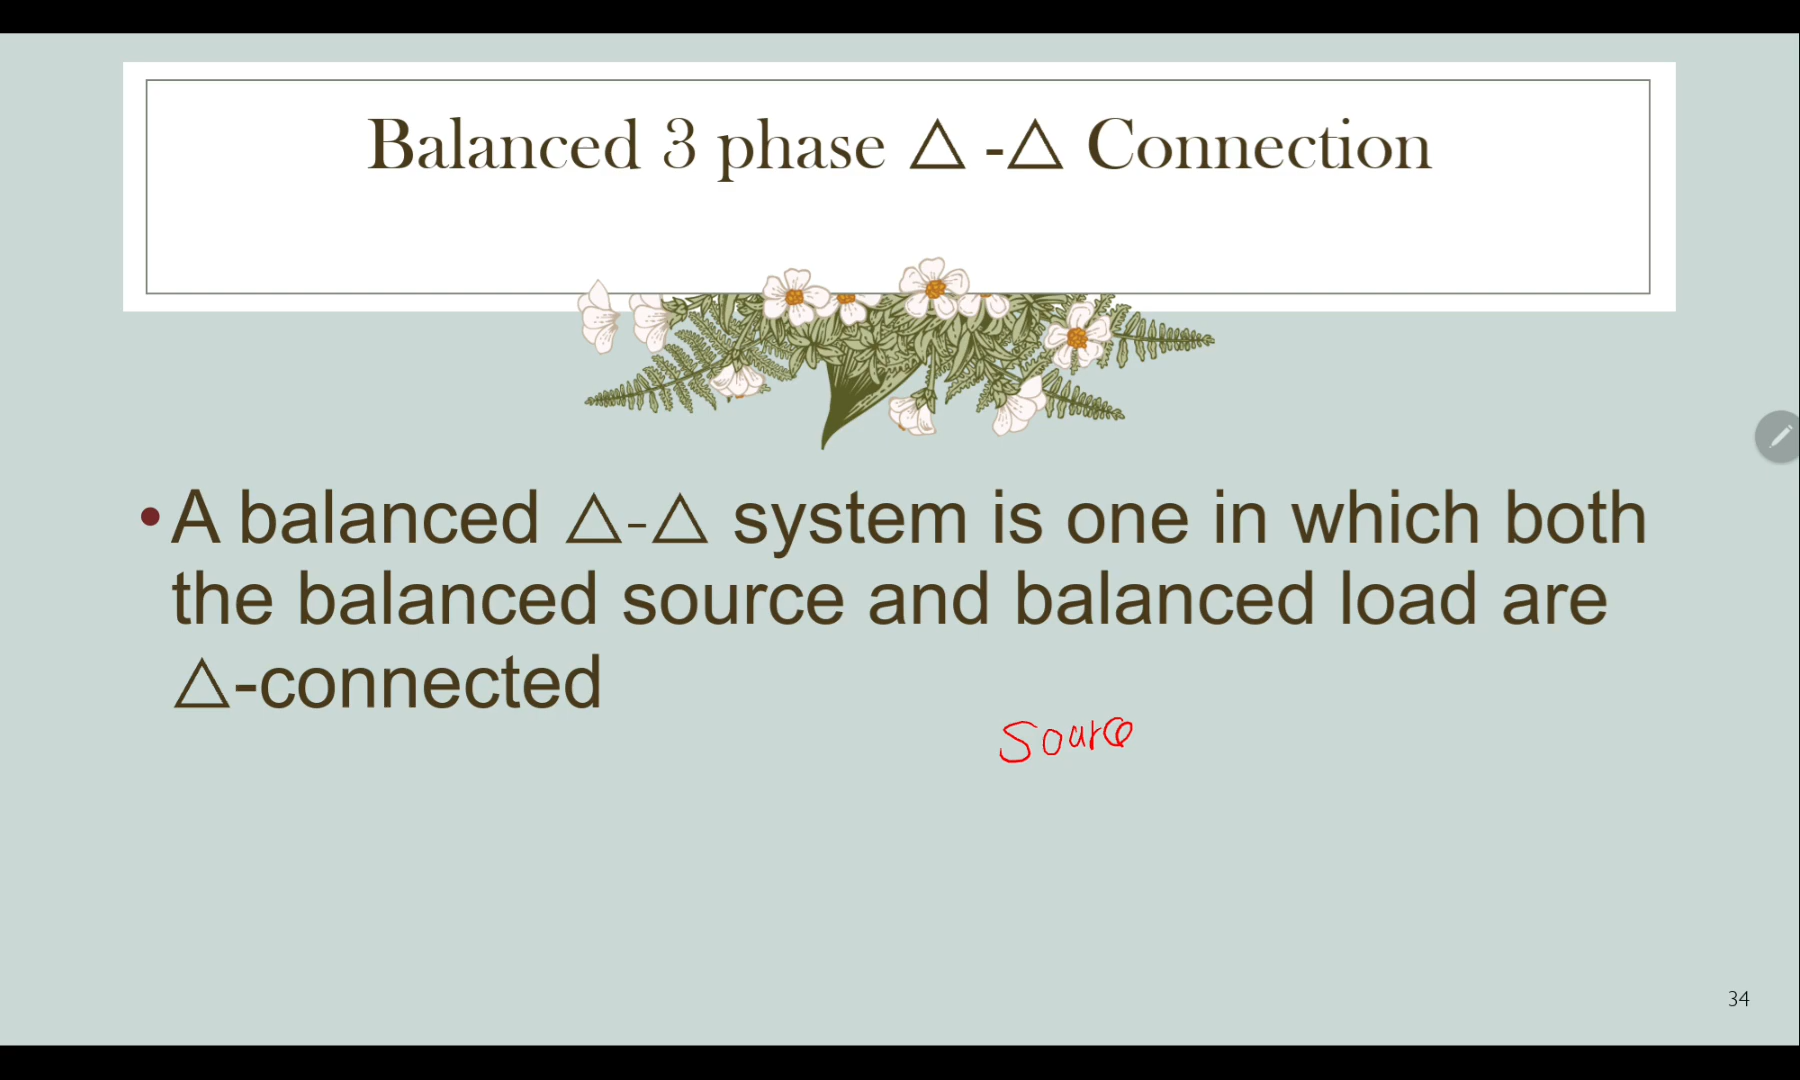 Balanced 3 phase △ -△ Connection
•A balanced △-△ system is one in which both
the balanced source and balanced load are
△-connected
Source
34